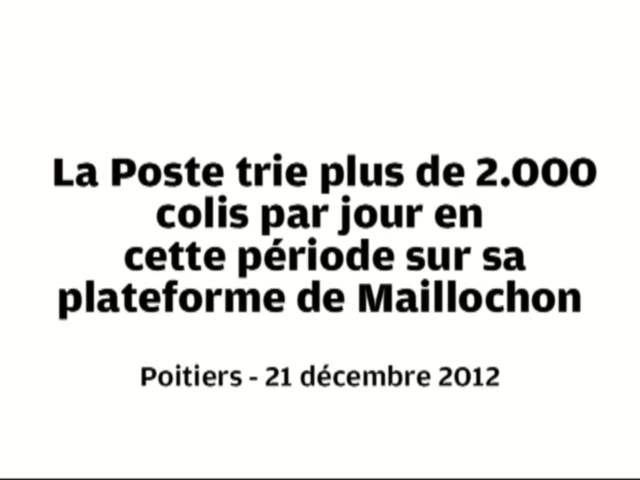 La Poste trie plus de 2.000
colis par jour en
cette période sur sa
plateforme de Maillochon
Poitiers - 21 décembre 2012